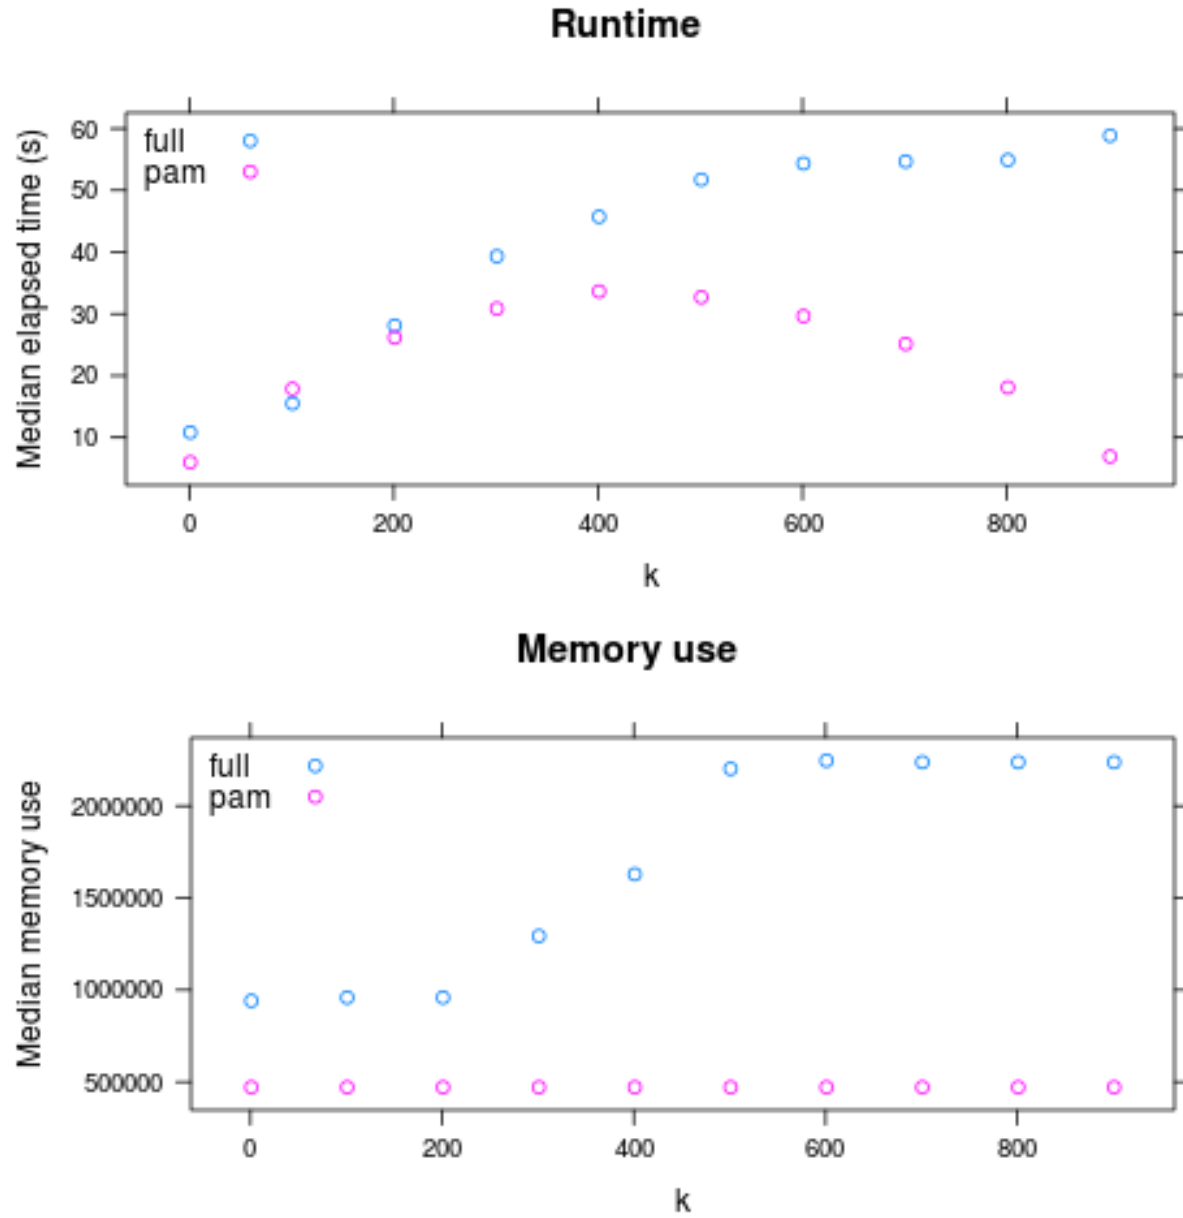 Runtime
Median elapsed time (s)
60
50
40
30
20
10
full
pam
0 200 400 600 800
k
Memory use
Median memory use
2000000
1500000
1000000
500000
full
pam
0 200 400 600 800
k